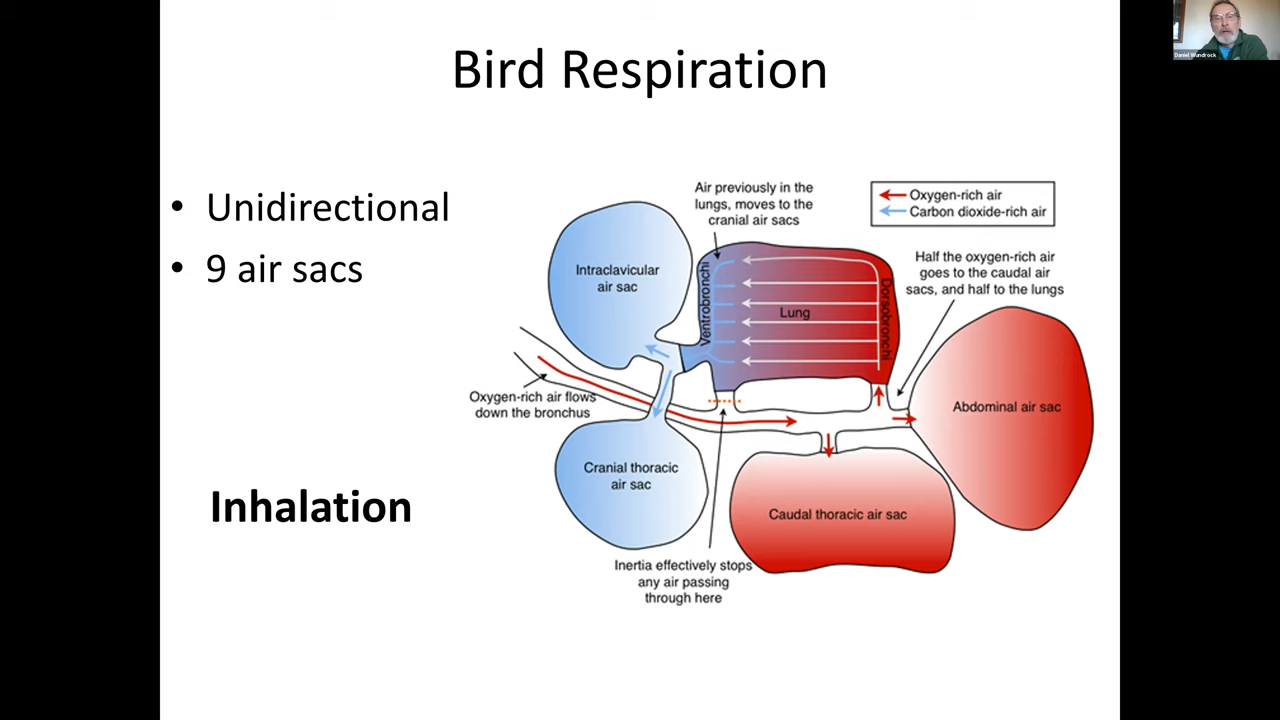 Bird Respiration
• Unidirectional
• 9 air sacs
Inhalation
Air previously in the
lungs, moves to the
cranial air sacs
Oxygen-rich air
Carbon dioxide-rich air
Half the oxygen-rich air
goes to the caudal air
sacs, and half to the lungs
Intraclavicular
air sac
Ventrobronchi
Lung
Dorsobronchi
Oxygen-rich air flows
down the bronchus
Abdominal air sac
Cranial thoracic
air sac
Caudal thoracic air sac
Inertia effectively stops
any air passing
through here
Daniel Wundrock